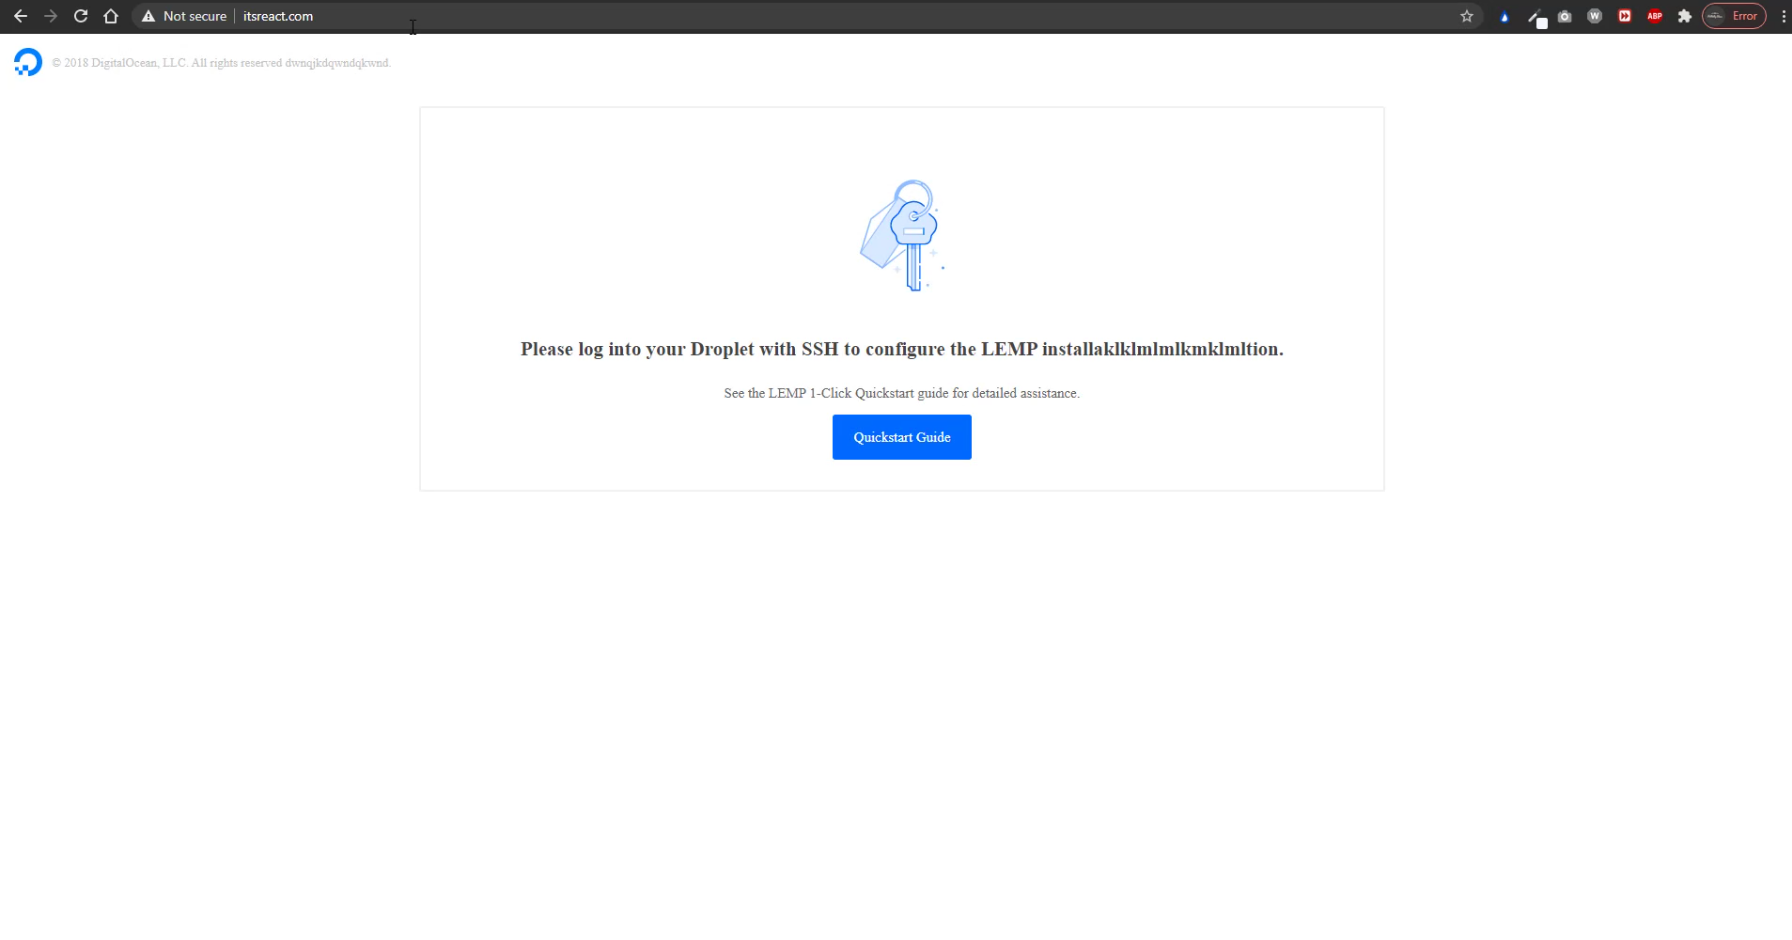 Not secure itsreact.com
W ABP Error
© 2018 DigitalOcean, LLC. All rights reserved dwnqjkdqwndqkwnd.
Please log into your Droplet with SSH to configure the LEMP installaklklmlmlkmklmltion.
See the LEMP 1-Click Quickstart guide for detailed assistance.
Quickstart Guide